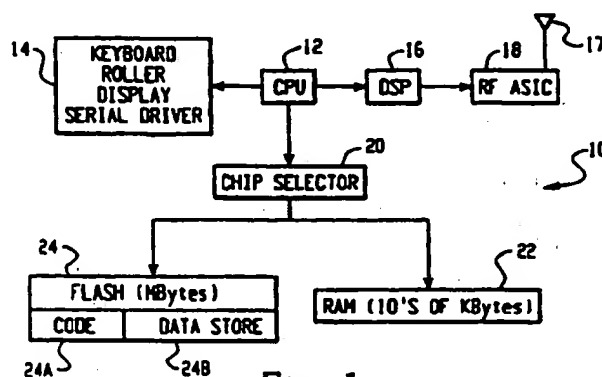 14
KEYBOARD
ROLLER
DISPLAY
SERIAL DRIVER
12
CPU
16
DSP
18
RF ASIC
17
10
20
CHIP SELECTOR
24
FLASH (MBytes)
CODE
DATA STORE
24A
24B
22
RAM (10'S OF KBytes)